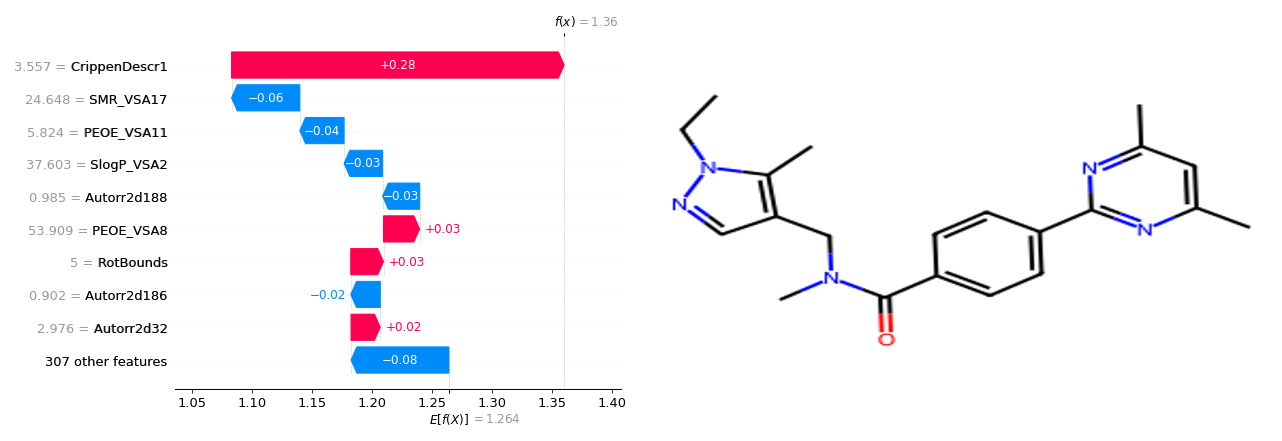 f(x) = 1.36
3.557 = CrippenDescr1 +0.28
24.648 = SMR_VSA17 −0.06
5.824 = PEOE_VSA11 −0.04
37.603 = SlogP_VSA2 −0.03
0.985 = Autorr2d188 −0.03
53.909 = PEOE_VSA8 +0.03
5 = RotBounds +0.03
0.902 = Autorr2d186 −0.02
2.976 = Autorr2d32 +0.02
307 other features −0.08
1.05 1.10 1.15 1.20 1.25 1.30 1.35 1.40
E[f(X)] = 1.264
N
N
N
O
N
N